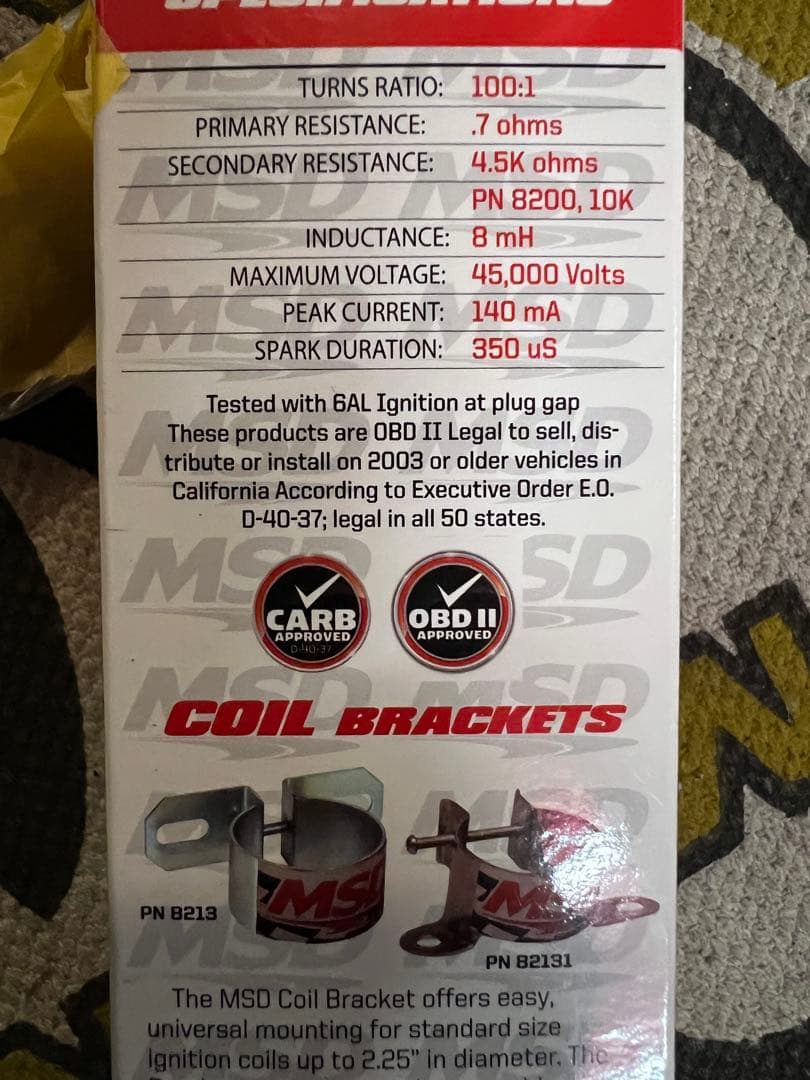 SPECIFICATIONS
TURNS RATIO: 100:1
PRIMARY RESISTANCE: .7 ohms
SECONDARY RESISTANCE: 4.5K ohms
PN 8200, 10K
INDUCTANCE: 8 mH
MAXIMUM VOLTAGE: 45,000 Volts
PEAK CURRENT: 140 mA
SPARK DURATION: 350 uS
Tested with 6AL Ignition at plug gap
These products are OBD II Legal to sell, dis-
tribute or install on 2003 or older vehicles in
California According to Executive Order E.O.
D-40-37; legal in all 50 states.
CARB OBD II
APPROVED APPROVED
D-40-37
COIL BRACKETS
MSD
MSD
PN 8213
PN 82131
The MSD Coil Bracket offers easy,
universal mounting for standard size
ignition coils up to 2.25" in diameter. The